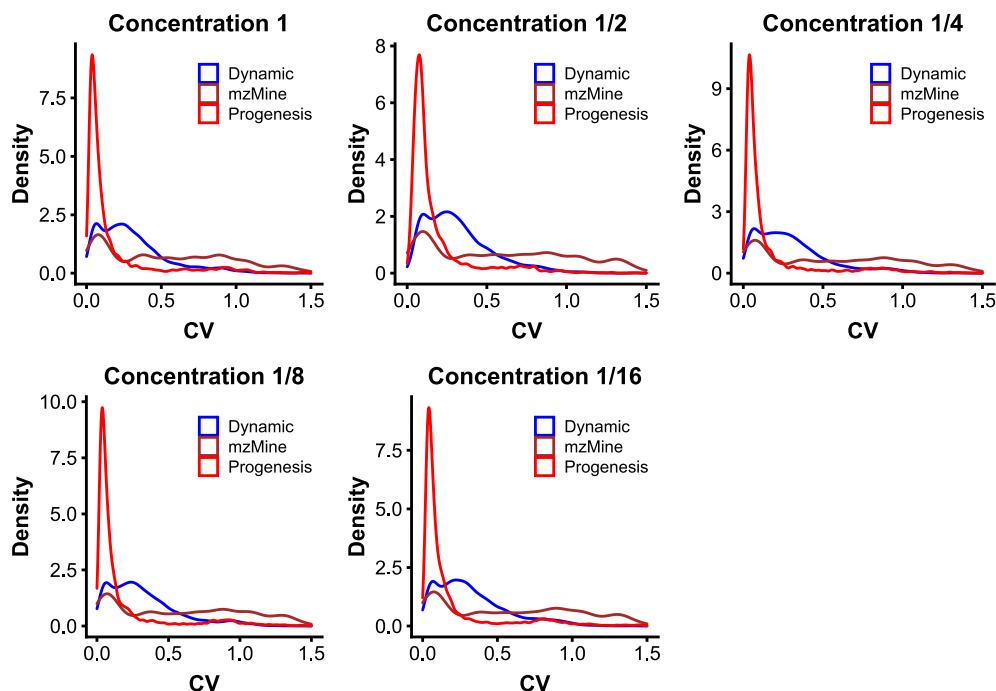 Concentration 1
Density
7.5
5.0
2.5
0.0
Dynamic
mzMine
Progenesis
0.0 0.5 1.0 1.5
CV
Concentration 1/2
Density
8
6
4
2
0
Dynamic
mzMine
Progenesis
0.0 0.5 1.0 1.5
CV
Concentration 1/4
Density
9
6
3
0
Dynamic
mzMine
Progenesis
0.0 0.5 1.0 1.5
CV
Concentration 1/8
Density
10.0
7.5
5.0
2.5
0.0
Dynamic
mzMine
Progenesis
0.0 0.5 1.0 1.5
CV
Concentration 1/16
Density
7.5
5.0
2.5
0.0
Dynamic
mzMine
Progenesis
0.0 0.5 1.0 1.5
CV